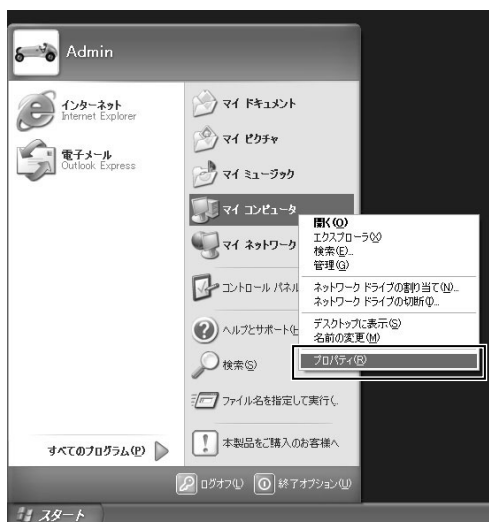 Admin
インターネット
Internet Explorer
電子メール
Outlook Express
マイ ドキュメント
マイ ピクチャ
マイ ミュージック
マイ コンピュータ
マイ ネットワーク
コントロール パネル
ヘルプとサポート(H
検索(S)
ファイル名を指定して実行(.
本製品をご購入のお客様へ
開く(O)
エクスプローラ(X)
検索(E)...
管理(G)
ネットワーク ドライブの割り当て(N)...
ネットワーク ドライブの切断(I)...
デスクトップに表示(S)
名前の変更(M)
プロパティ(R)
すべてのプログラム(P)
ログオフ(L)
終了オプション(U)
スタート